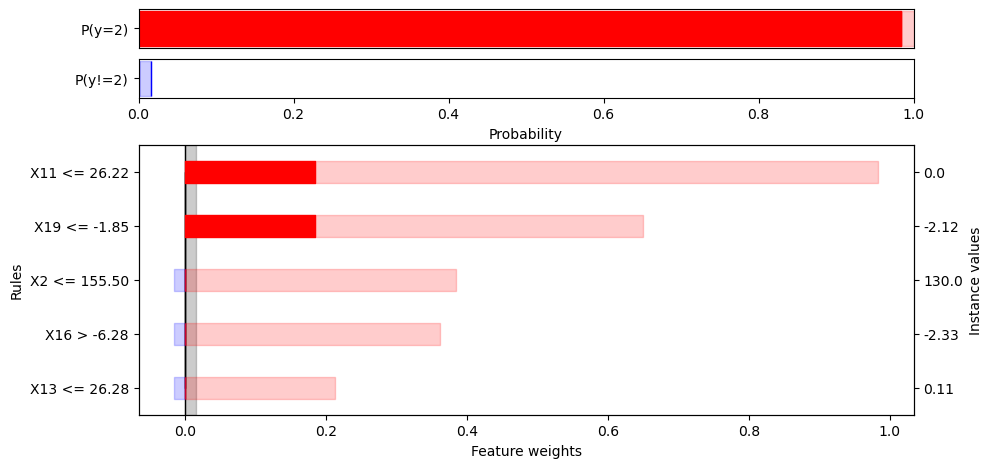 P(y=2)
P(y!=2)
0.0 0.2 0.4 0.6 0.8 1.0
Probability
X11 <= 26.22 0.0
X19 <= -1.85 -2.12
X2 <= 155.50 130.0
X16 > -6.28 -2.33
X13 <= 26.28 0.11
Rules
Instance values
0.0 0.2 0.4 0.6 0.8 1.0
Feature weights